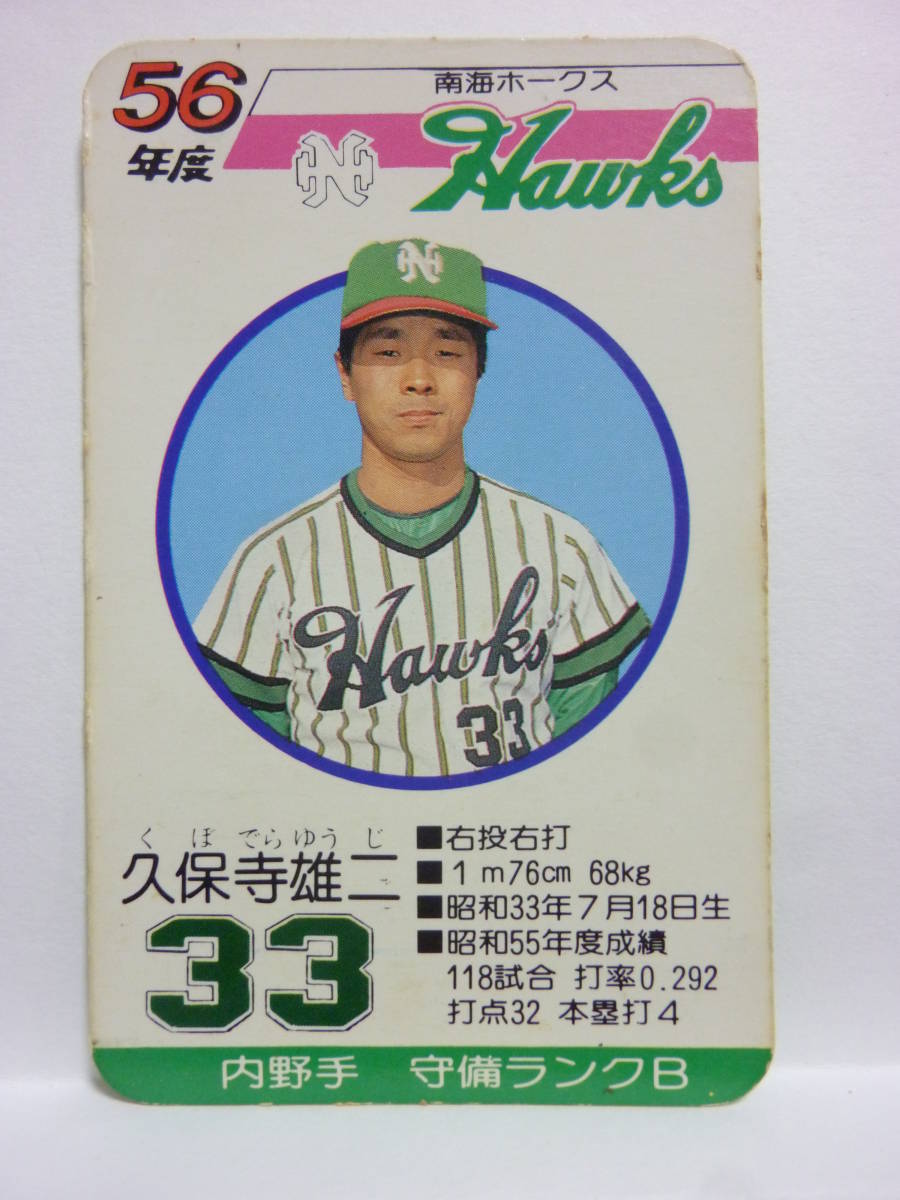 56
年度
南海ホークス
Hawks
N
Hawks
33
くぼでらゆうじ
久保寺雄二
33
■右投右打
■1m76cm 68kg
■昭和33年7月18日生
■昭和55年度成績
118試合 打率0.292
打点32 本塁打4
内野手 守備ランクB